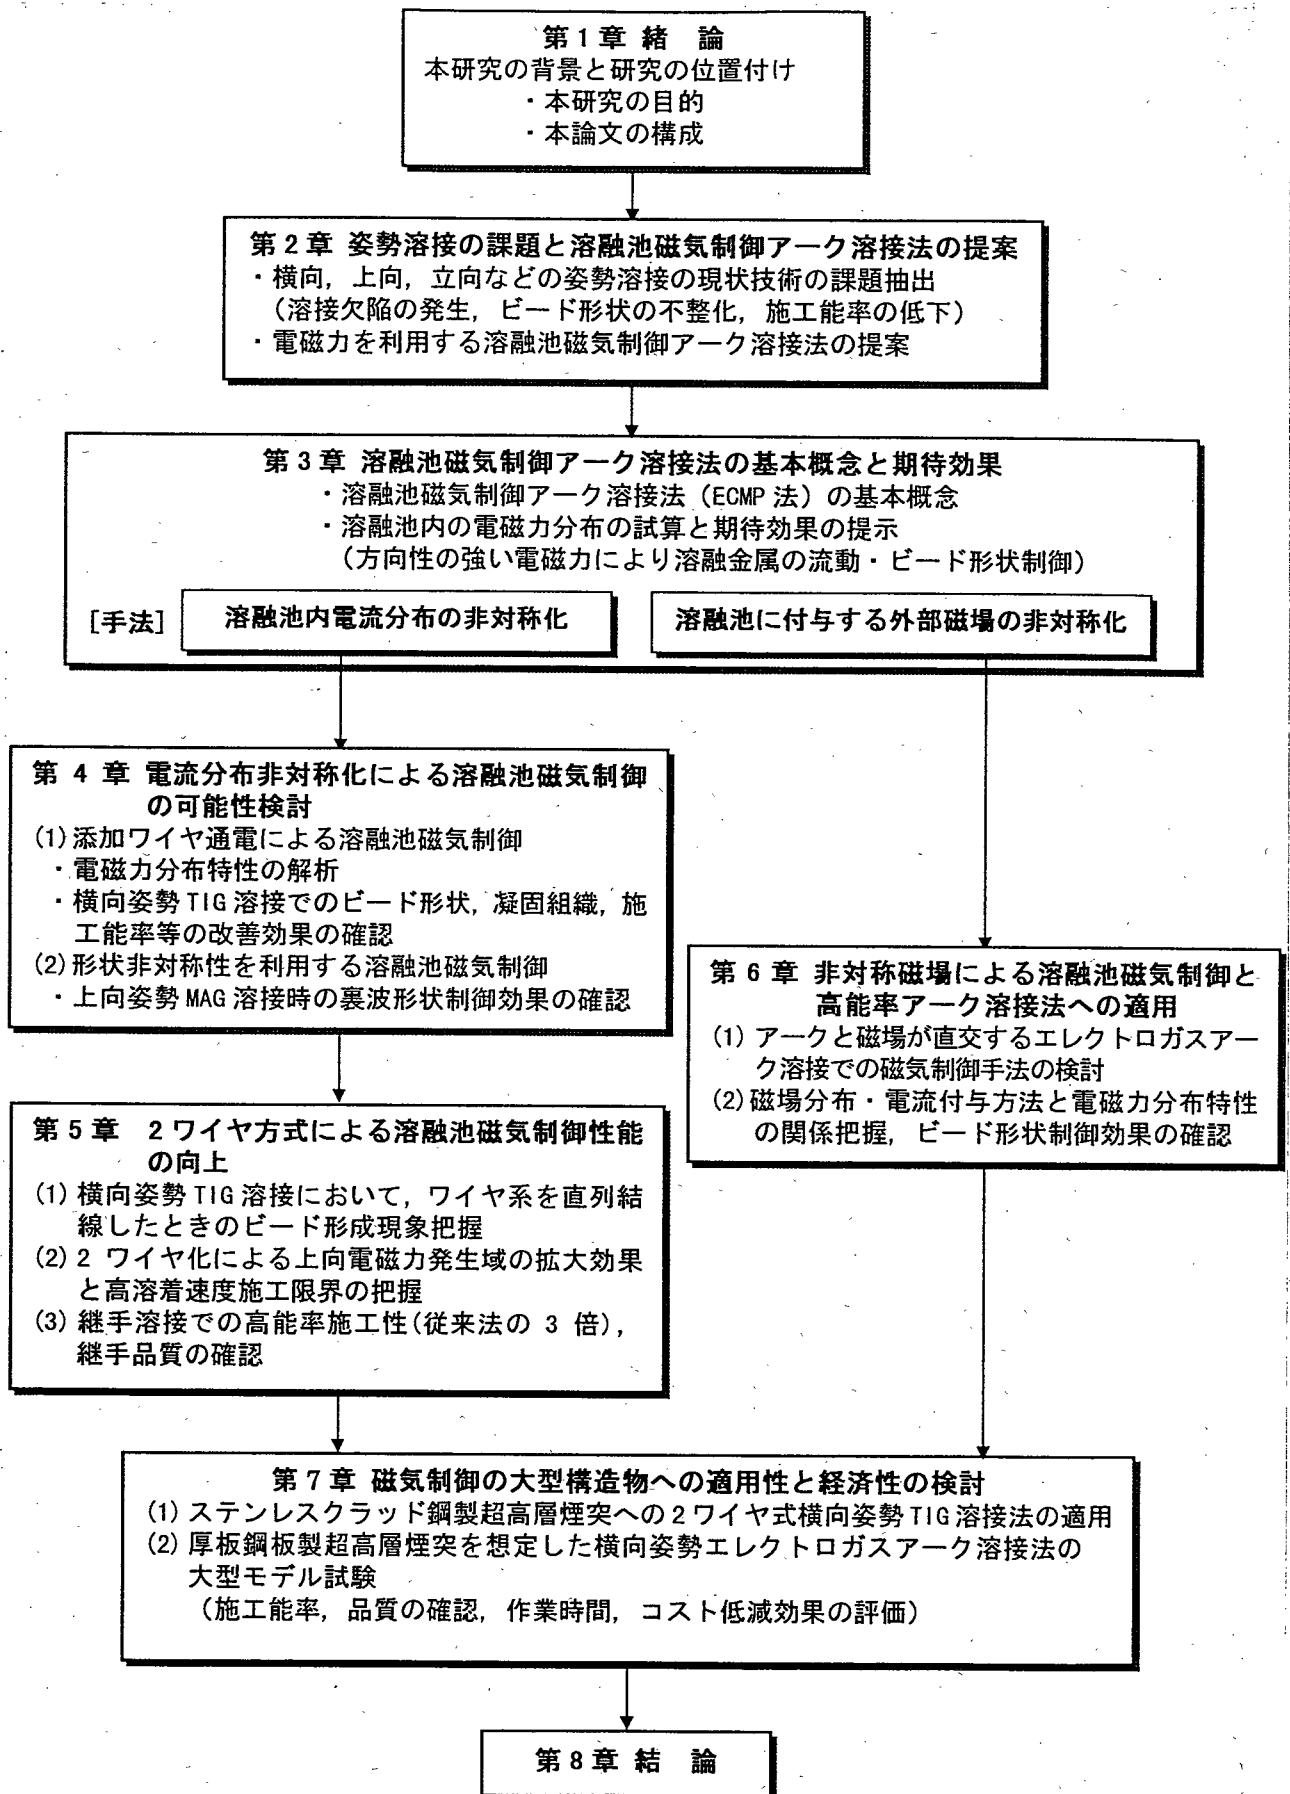 第1章 緒　論
本研究の背景と研究の位置付け
・本研究の目的
・本論文の構成
第2章 姿勢溶接の課題と溶融池磁気制御アーク溶接法の提案
・横向, 上向, 立向などの姿勢溶接の現状技術の課題抽出
（溶接欠陥の発生, ビード形状の不整化, 施工能率の低下）
・電磁力を利用する溶融池磁気制御アーク溶接法の提案
第3章 溶融池磁気制御アーク溶接法の基本概念と期待効果
・溶融池磁気制御アーク溶接法（ECMP法）の基本概念
・溶融池内の電磁力分布の試算と期待効果の提示
（方向性の強い電磁力により溶融金属の流動・ビード形状制御）
[手法]
溶融池内電流分布の非対称化
溶融池に付与する外部磁場の非対称化
第 4 章 電流分布非対称化による溶融池磁気制御
の可能性検討
(1)添加ワイヤ通電による溶融池磁気制御
・電磁力分布特性の解析
・横向姿勢TIG溶接でのビード形状, 凝固組織, 施
工能率等の改善効果の確認
(2)形状非対称性を利用する溶融池磁気制御
・上向姿勢MAG溶接時の裏波形状制御効果の確認
第5章　2ワイヤ方式による溶融池磁気制御性能
の向上
(1) 横向姿勢TIG溶接において, ワイヤ系を直列結
線したときのビード形成現象把握
(2) 2 ワイヤ化による上向電磁力発生域の拡大効果
と高溶着速度施工限界の把握
(3) 継手溶接での高能率施工性(従来法の 3 倍),
継手品質の確認
第 6 章 非対称磁場による溶融池磁気制御と
高能率アーク溶接法への適用
(1) アークと磁場が直交するエレクトロガスアー
ク溶接での磁気制御手法の検討
(2)磁場分布・電流付与方法と電磁力分布特性
の関係把握, ビード形状制御効果の確認
第7章 磁気制御の大型構造物への適用性と経済性の検討
(1) ステンレスクラッド鋼製超高層煙突への2ワイヤ式横向姿勢TIG溶接法の適用
(2) 厚板鋼板製超高層煙突を想定した横向姿勢エレクトロガスアーク溶接法の
大型モデル試験
（施工能率, 品質の確認, 作業時間, コスト低減効果の評価）
第8章 結　論